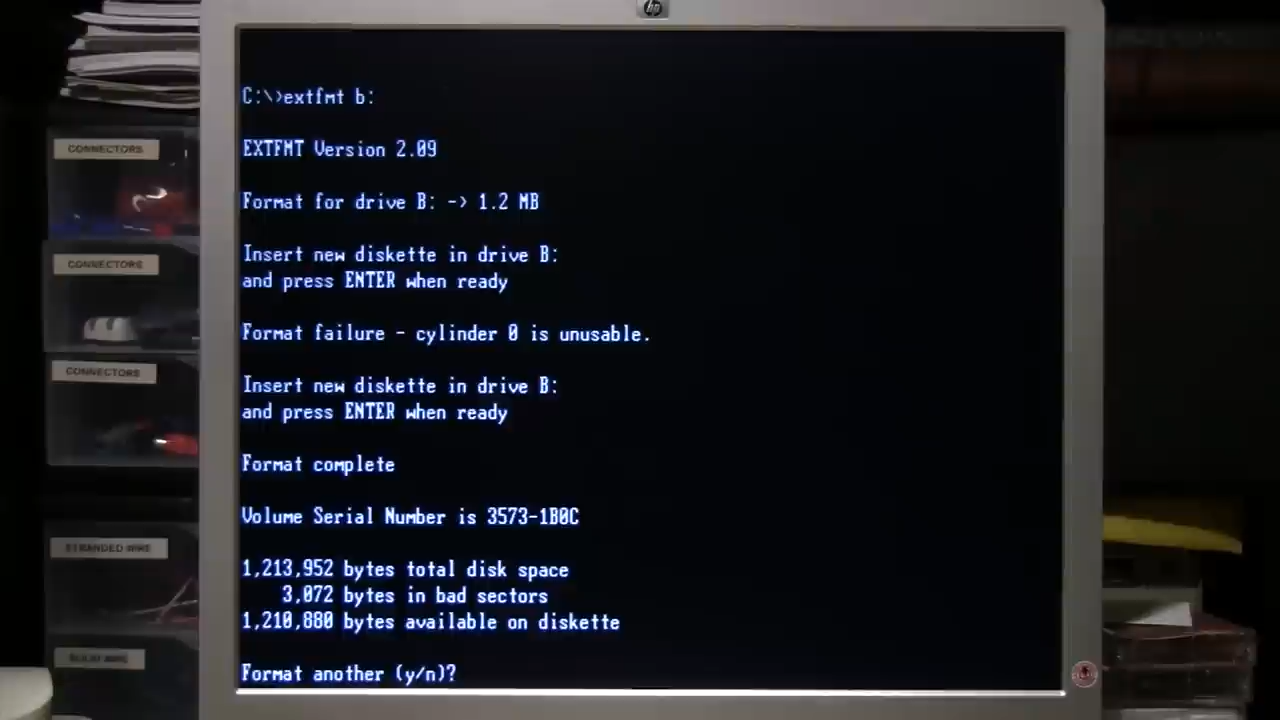 hp
C:\>extfmt b:
EXTFMT Version 2.09
Format for drive B: -> 1.2 MB
Insert new diskette in drive B:
and press ENTER when ready
Format failure - cylinder 0 is unusable.
Insert new diskette in drive B:
and press ENTER when ready
Format complete
Volume Serial Number is 3573-1B0C
1,213,952 bytes total disk space
3,072 bytes in bad sectors
1,210,880 bytes available on diskette
Format another (y/n)?
CONNECTORS
CONNECTORS
CONNECTORS
STRANDED WIRE
SOLID WIRE